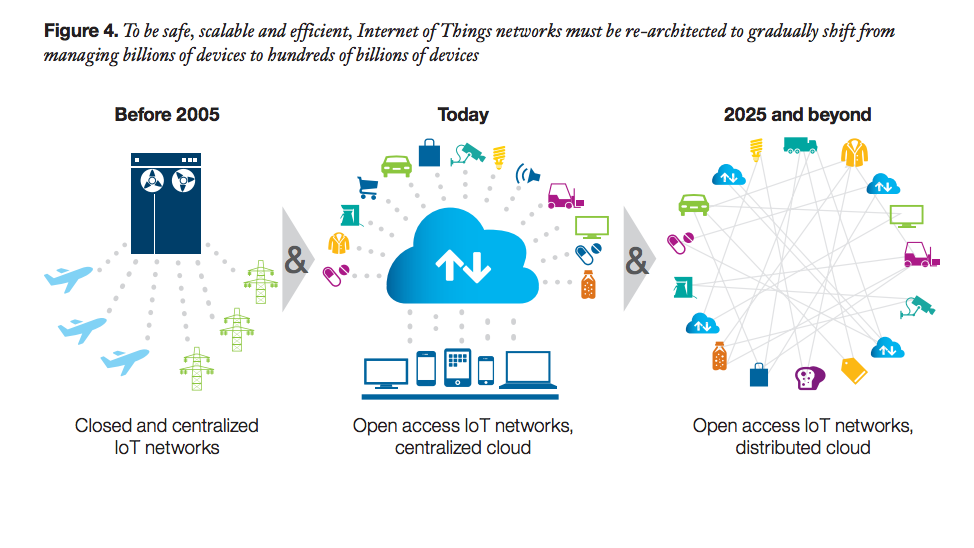 Figure 4. To be safe, scalable and efficient, Internet of Things networks must be re-architected to gradually shift from
managing billions of devices to hundreds of billions of devices
Before 2005
Today
2025 and beyond
&
&
Closed and centralized
IoT networks
Open access IoT networks,
centralized cloud
Open access IoT networks,
distributed cloud